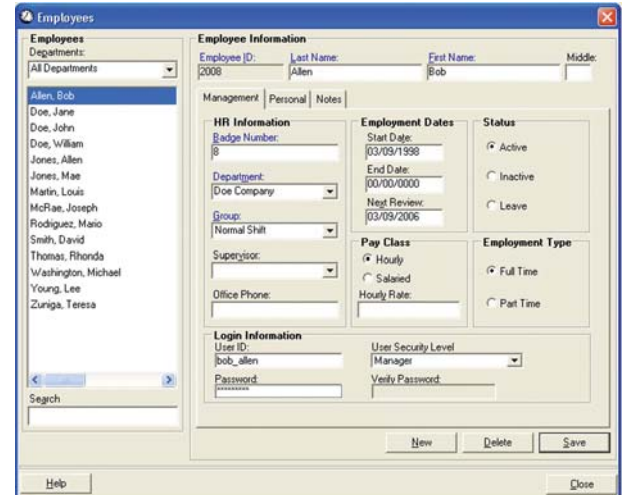 Employees
Employees
Departments:
All Departments
Allen, Bob
Doe, Jane
Doe, John
Doe, William
Jones, Allen
Jones, Mae
Martin, Louis
McRae, Joseph
Rodriguez, Mario
Smith, David
Thomas, Rhonda
Washington, Michael
Young, Lee
Zuniga, Teresa
Search
Employee Information
Employee ID: Last Name: First Name: Middle:
2008 Allen Bob
Management Personal Notes
HR Information
Badge Number:
8
Department:
Doe Company
Group:
Normal Shift
Supervisor:
Office Phone:
Employment Dates
Start Date:
03/09/1998
End Date:
00/00/0000
Next Review:
03/09/2006
Status
Active
Inactive
Leave
Pay Class
Hourly
Salaried
Hourly Rate:
Employment Type
Full Time
Part Time
Login Information
User ID: User Security Level
bob_allen Manager
Password: Verify Password:
*********
New Delete Save
Help Close